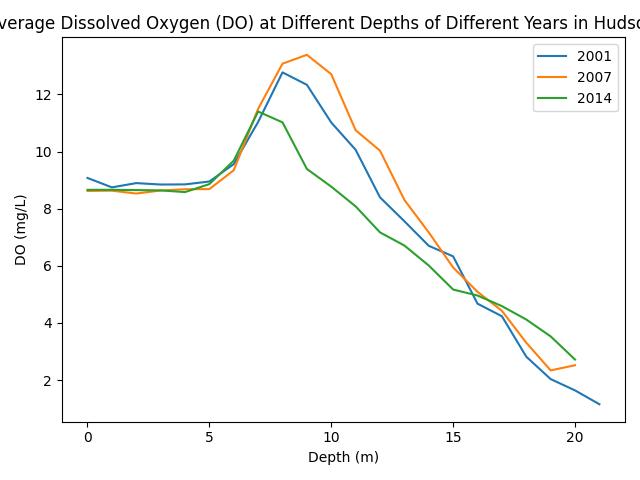 verage Dissolved Oxygen (DO) at Different Depths of Different Years in Hudso
2001
2007
2014
DO (mg/L)
12
10
8
6
4
2
0 5 10 15 20
Depth (m)